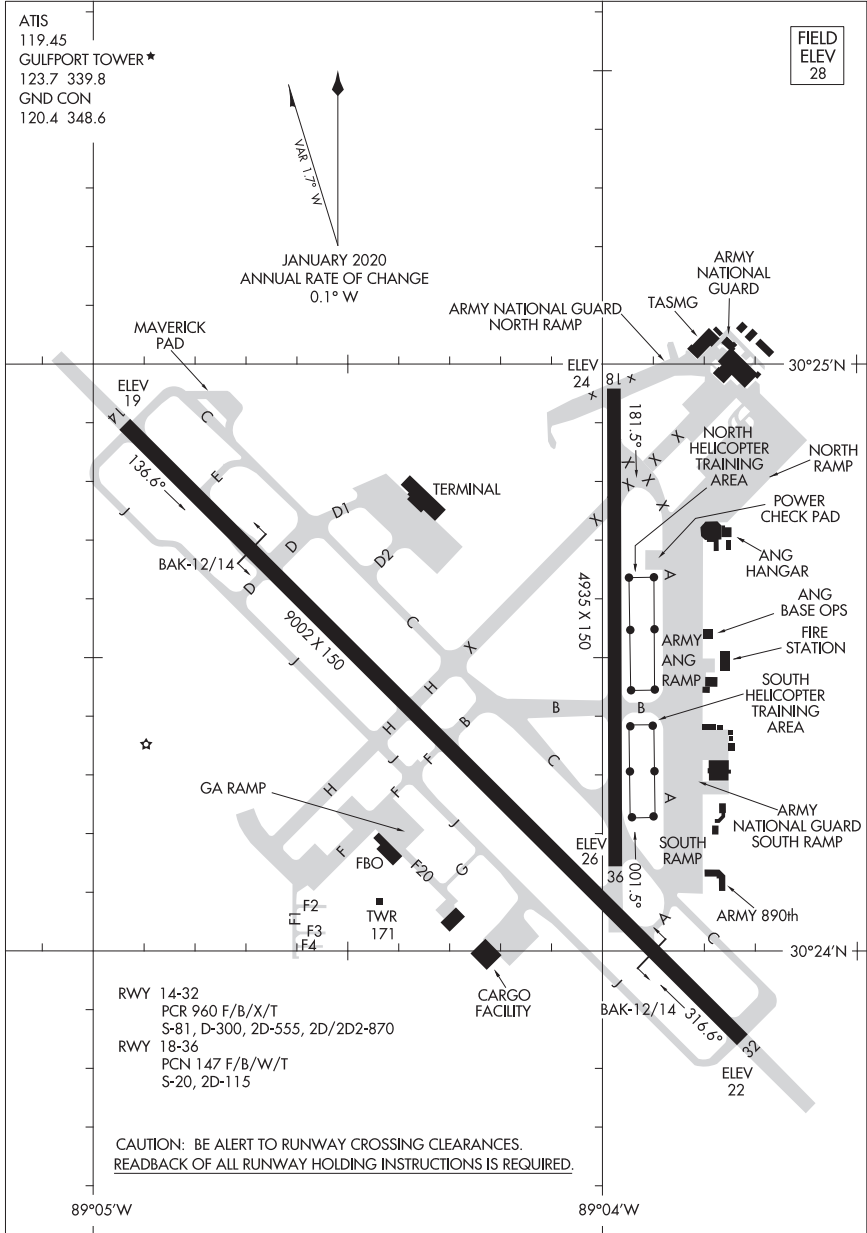 ATIS
119.45
GULFPORT TOWER
123.7 339.8
GND CON
120.4 348.6
FIELD
ELEV
28
VAR 1.7° W
JANUARY 2020
ANNUAL RATE OF CHANGE
0.1° W
ARMY
NATIONAL
GUARD
TASMG
ARMY NATIONAL GUARD
NORTH RAMP
MAVERICK
PAD
30°25'N
ELEV
24
18
X
X
ELEV
19
14
C
181.5°
X
NORTH
HELICOPTER
TRAINING
AREA
NORTH
RAMP
136.6°
E
TERMINAL
X
X
X
X
X
X
POWER
CHECK PAD
J
D1
D
D2
BAK-12/14
D
ANG
HANGAR
A
4935 X 150
9002 X 150
C
ANG
BASE OPS
ARMY
ANG
RAMP
FIRE
STATION
J
X
H
SOUTH
HELICOPTER
TRAINING
AREA
B
B
B
H
J
F
C
GA RAMP
H
F
A
J
ARMY
NATIONAL GUARD
SOUTH RAMP
F
FBO
F20
G
ELEV
26
36
001.5°
SOUTH
RAMP
ARMY 890th
F1
F2
F3
F4
TWR
171
A
C
30°24'N
CARGO
FACILITY
J
BAK-12/14
316.6°
32
ELEV
22
RWY 14-32
PCR 960 F/B/X/T
S-81, D-300, 2D-555, 2D/2D2-870
RWY 18-36
PCN 147 F/B/W/T
S-20, 2D-115
CAUTION: BE ALERT TO RUNWAY CROSSING CLEARANCES.
READBACK OF ALL RUNWAY HOLDING INSTRUCTIONS IS REQUIRED.
89°05'W
89°04'W